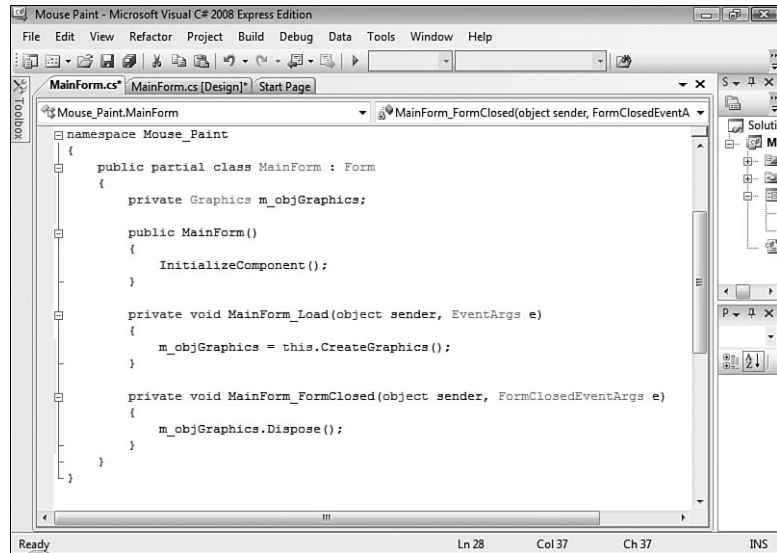 Mouse Paint - Microsoft Visual C# 2008 Express Edition
File Edit View Refactor Project Build Debug Data Tools Window Help
MainForm.cs* MainForm.cs [Design]* Start Page
S
Toolbox
Mouse_Paint.MainForm
MainForm_FormClosed(object sender, FormClosedEventA
Soluti
M
namespace Mouse_Paint
{
public partial class MainForm : Form
{
private Graphics m_objGraphics;
public MainForm()
{
InitializeComponent();
}
private void MainForm_Load(object sender, EventArgs e)
{
m_objGraphics = this.CreateGraphics();
}
private void MainForm_FormClosed(object sender, FormClosedEventArgs e)
{
m_objGraphics.Dispose();
}
}
}
P
Ready Ln 28 Col 37 Ch 37 INS